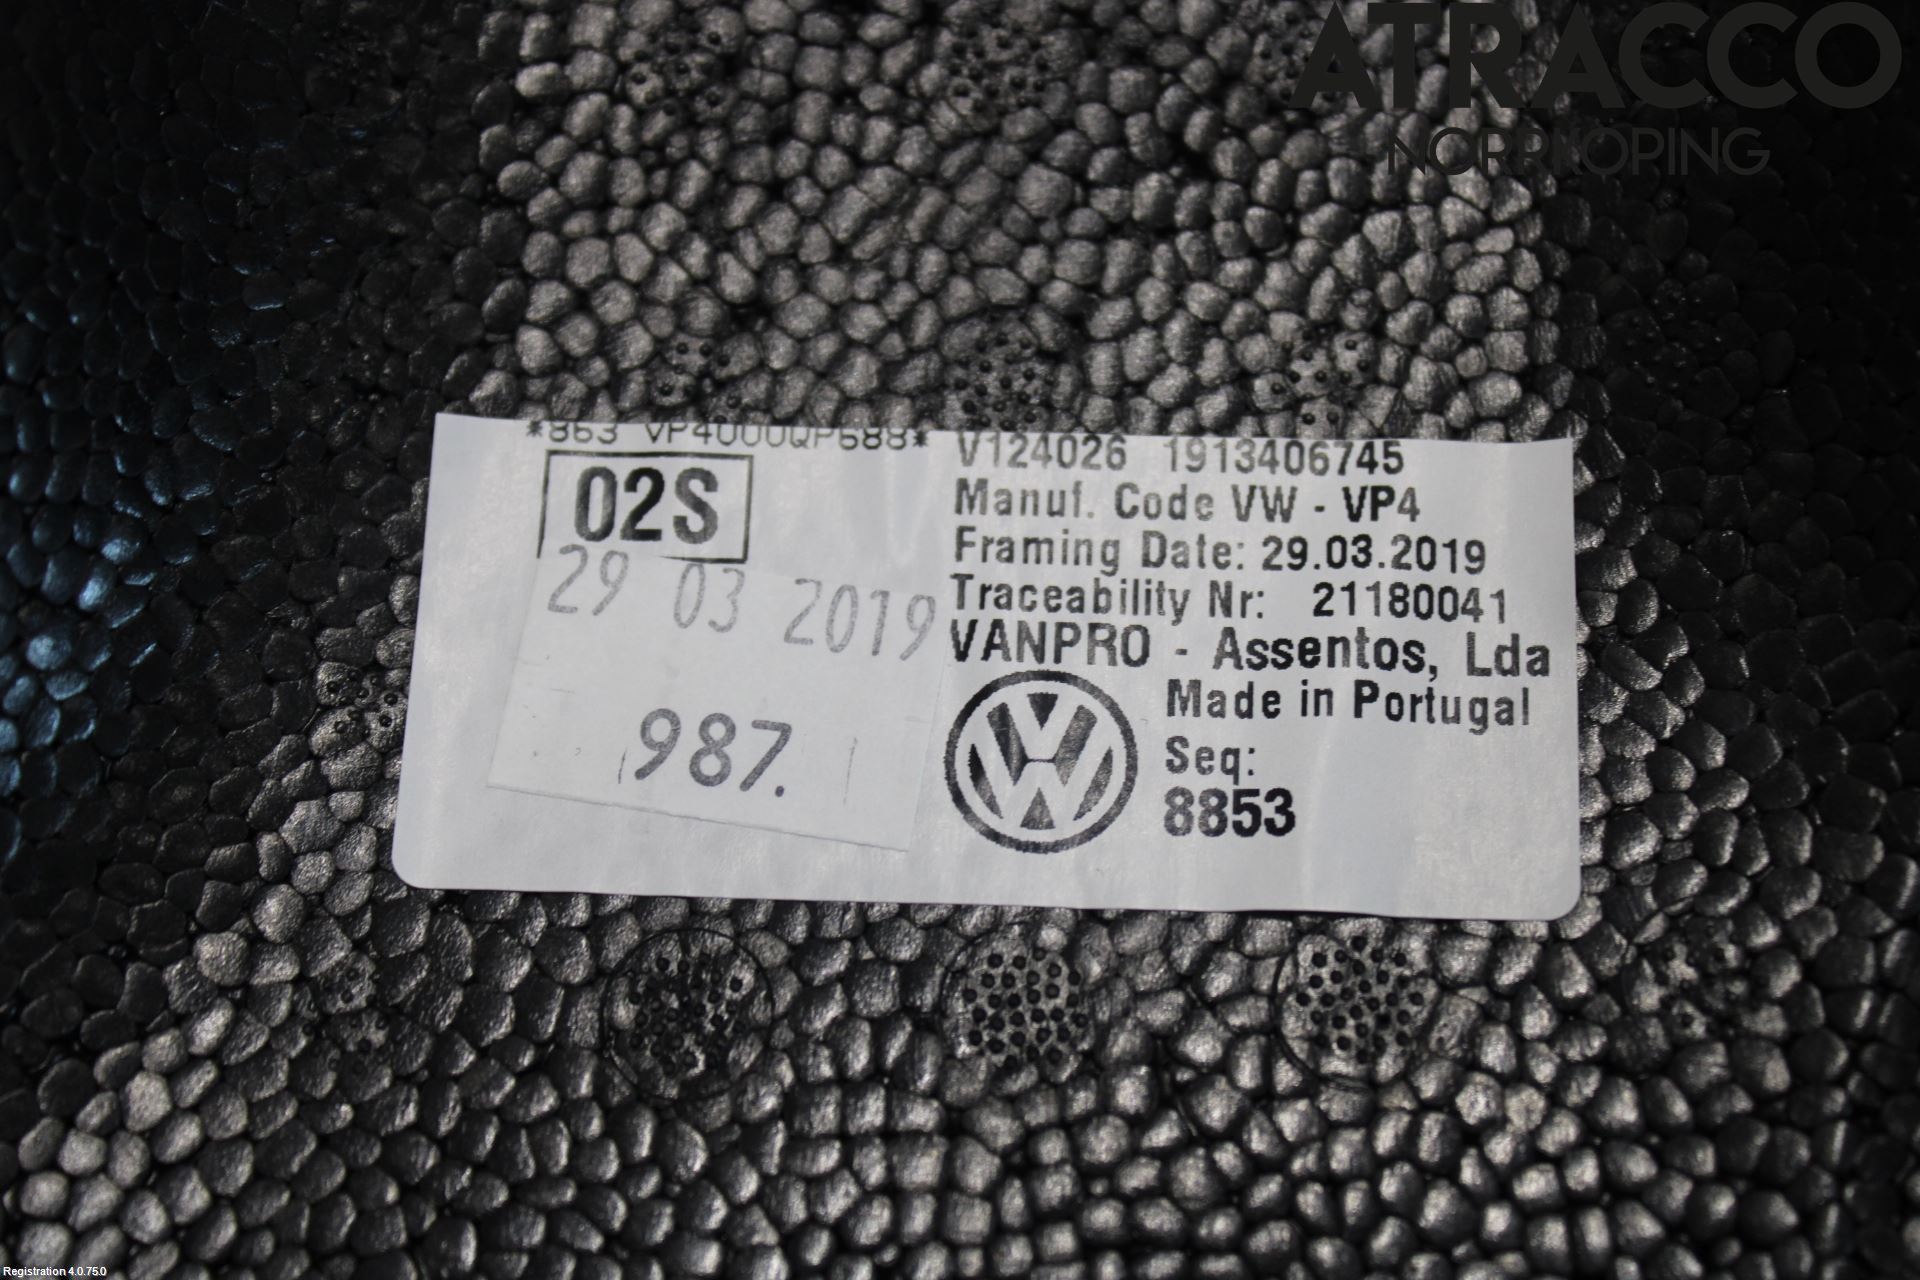 ATRACCO
NORRKÖPING
*863 VP4000QP688*
V124026 1913406745
02S
Manuf. Code VW - VP4
Framing Date: 29.03.2019
29 03 2019
Traceability Nr: 21180041
VANPRO - Assentos, Lda
Made in Portugal
987.
Seq:
8853
Registration 4.0.75.0